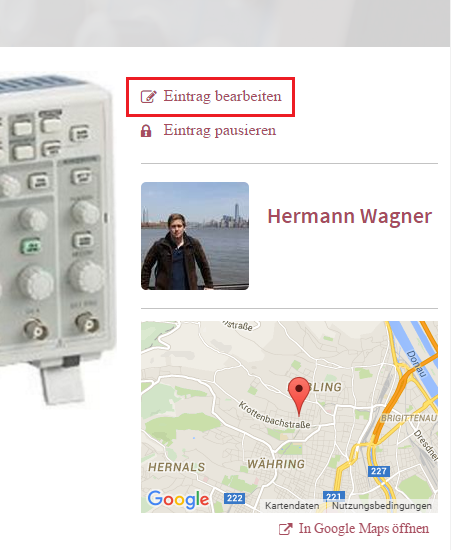 Eintrag bearbeiten
Eintrag pausieren
Hermann Wagner
straße
Donau
BLING
Krottenbachstraße
BRIGITTENAU
Dresdner
HERNALS
WÄHRING
227
222
221
Google
Kartendaten
Nutzungsbedingungen
In Google Maps öffnen